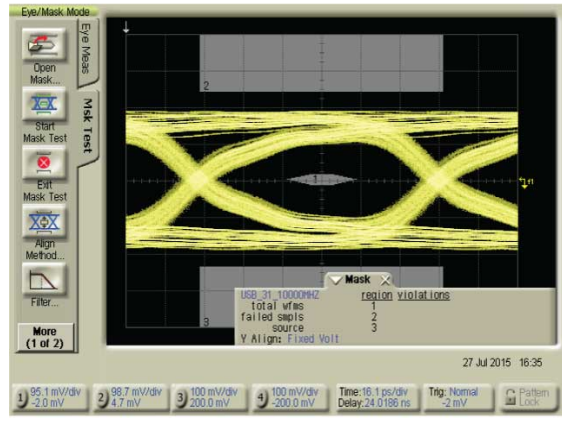 Eye/Mask Mode
Eye Meas
Msk Test
Open
Mask...
Start
Mask Test
Exit
Mask Test
Align
Method...
Filter...
More
(1 of 2)
2
1
f1
3
Mask
USB_31_10000MHZ region violations
total wfms 1
failed smpls 2
source 3
Y Align: Fixed Volt
27 Jul 2015 16:35
1 95.1 mV/div
-2.0 mV
2 98.7 mV/div
4.7 mV
3 100 mV/div
200.0 mV
4 100 mV/div
-200.0 mV
Time:16.1 ps/div
Delay:24.0186 ns
Trig: Normal
-2 mV
Pattern
Lock